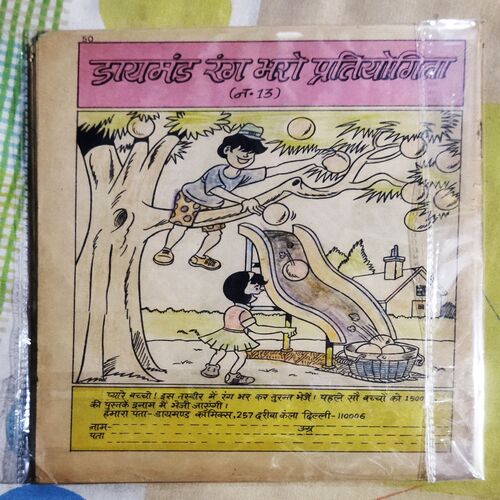 50
डायमंड रंग भरो प्रतियोगिता
(नं॰ 13)
प्यारे बच्चो! इस तस्वीर में रंग भर कर तुरन्त भेजें। पहले सौ बच्चों को 1500
की पुस्तकें इनाम में भेजी जाएंगी।
हमारा पता- डायमण्ड कॉमिक्स, 257 दरीबा कलां दिल्ली-110006
नाम- उम्र
पता